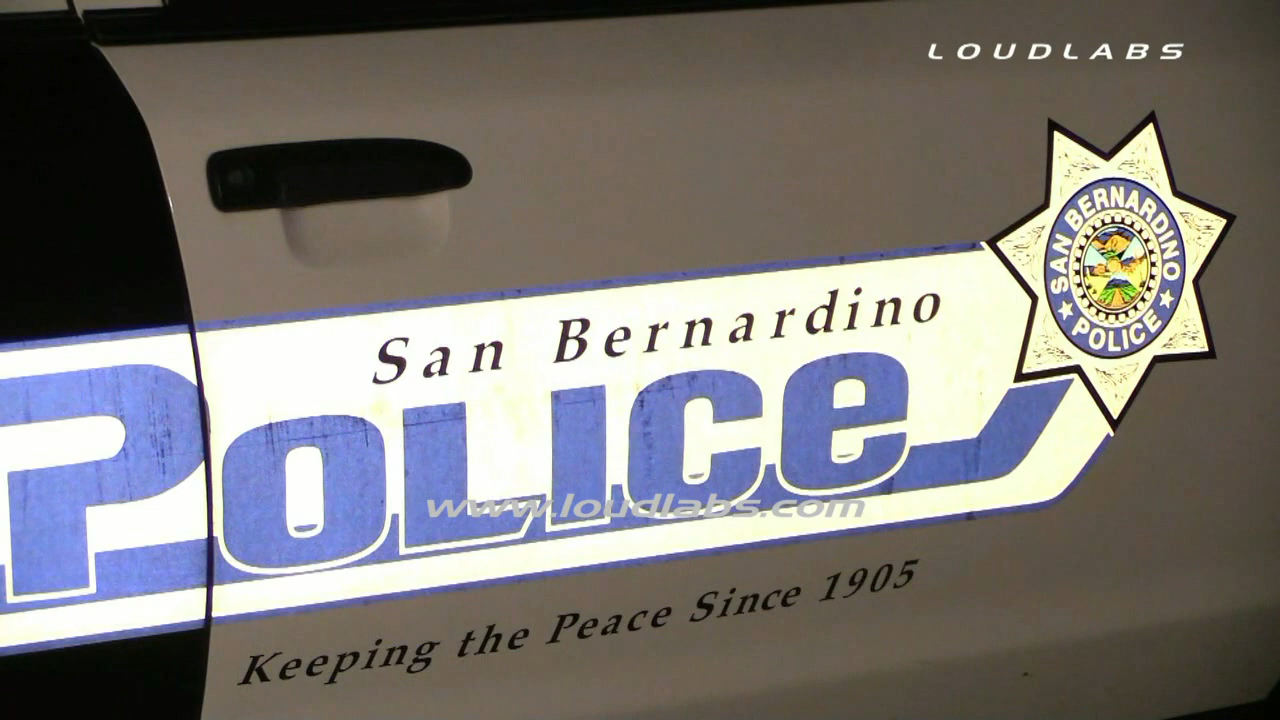 LOUDLABS
SAN BERNARDINO
POLICE
San Bernardino
POLICE
www.loudlabs.com
Keeping the Peace Since 1905